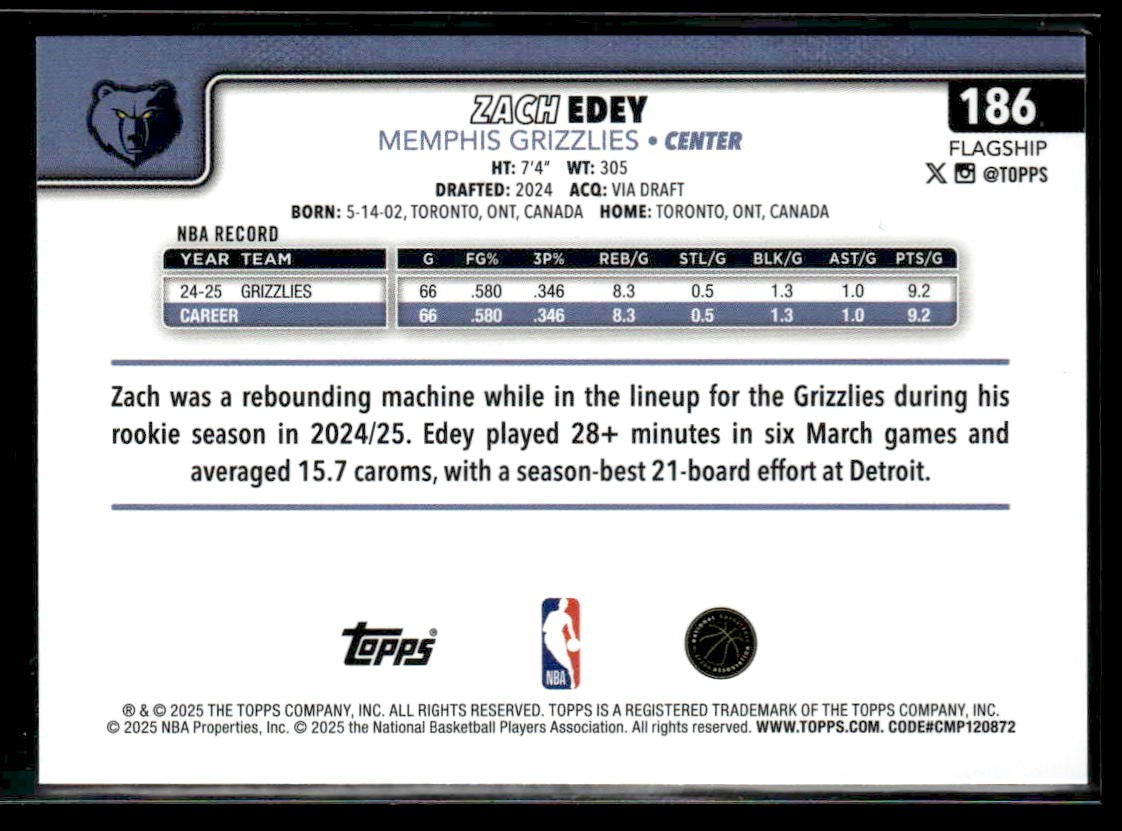 186
FLAGSHIP
@TOPPS
ZACH EDEY
MEMPHIS GRIZZLIES • CENTER
HT: 7'4" WT: 305
DRAFTED: 2024 ACQ: VIA DRAFT
BORN: 5-14-02, TORONTO, ONT, CANADA HOME: TORONTO, ONT, CANADA
NBA RECORD
YEAR TEAM G FG% 3P% REB/G STL/G BLK/G AST/G PTS/G
24-25 GRIZZLIES 66 .580 .346 8.3 0.5 1.3 1.0 9.2
CAREER 66 .580 .346 8.3 0.5 1.3 1.0 9.2
Zach was a rebounding machine while in the lineup for the Grizzlies during his
rookie season in 2024/25. Edey played 28+ minutes in six March games and
averaged 15.7 caroms, with a season-best 21-board effort at Detroit.
Topps®
NBA
® & © 2025 THE TOPPS COMPANY, INC. ALL RIGHTS RESERVED. TOPPS IS A REGISTERED TRADEMARK OF THE TOPPS COMPANY, INC.
© 2025 NBA Properties, Inc. © 2025 the National Basketball Players Association. All rights reserved. WWW.TOPPS.COM. CODE#CMP120872